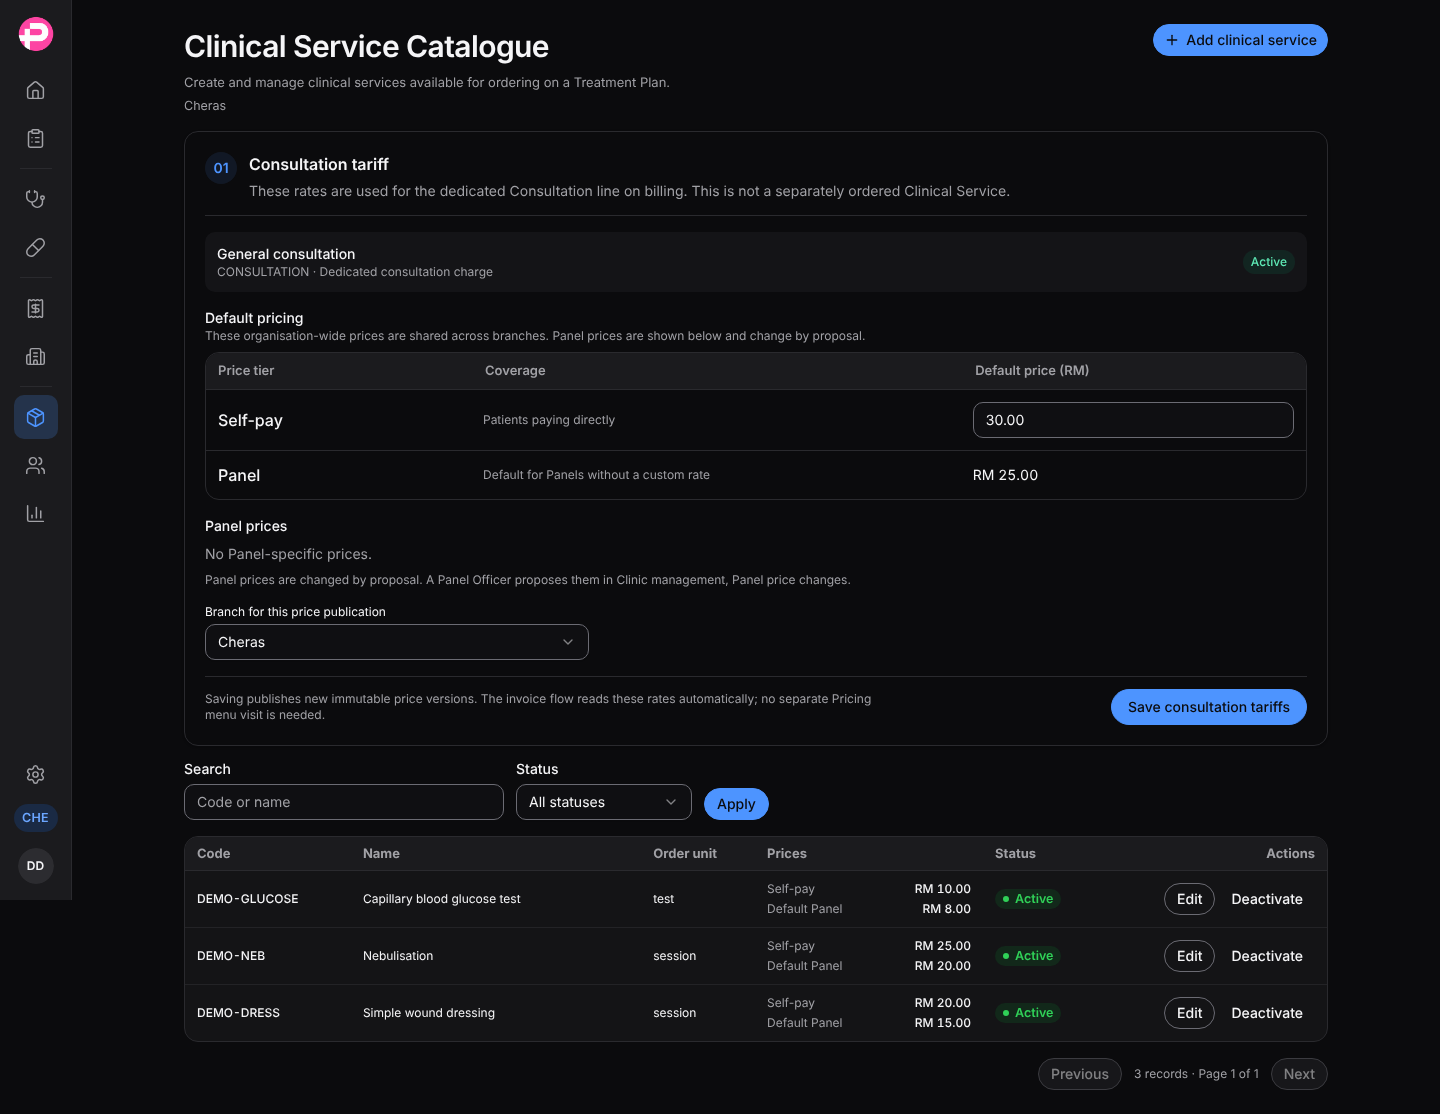 Clinical Service Catalogue
+ Add clinical service
Create and manage clinical services available for ordering on a Treatment Plan.
Cheras
01
Consultation tariff
These rates are used for the dedicated Consultation line on billing. This is not a separately ordered Clinical Service.
General consultation
CONSULTATION · Dedicated consultation charge
Active
Default pricing
These organisation-wide prices are shared across branches. Panel prices are shown below and change by proposal.
Price tier Coverage Default price (RM)
Self-pay Patients paying directly 30.00
Panel Default for Panels without a custom rate RM 25.00
Panel prices
No Panel-specific prices.
Panel prices are changed by proposal. A Panel Officer proposes them in Clinic management, Panel price changes.
Branch for this price publication
Cheras
Saving publishes new immutable price versions. The invoice flow reads these rates automatically; no separate Pricing
menu visit is needed.
Save consultation tariffs
Search Status
Code or name All statuses Apply
CHE
DD
Code Name Order unit Prices Status Actions
DEMO-GLUCOSE Capillary blood glucose test test Self-pay RM 10.00 Active Edit Deactivate
Default Panel RM 8.00
DEMO-NEB Nebulisation session Self-pay RM 25.00 Active Edit Deactivate
Default Panel RM 20.00
DEMO-DRESS Simple wound dressing session Self-pay RM 20.00 Active Edit Deactivate
Default Panel RM 15.00
Previous 3 records · Page 1 of 1 Next